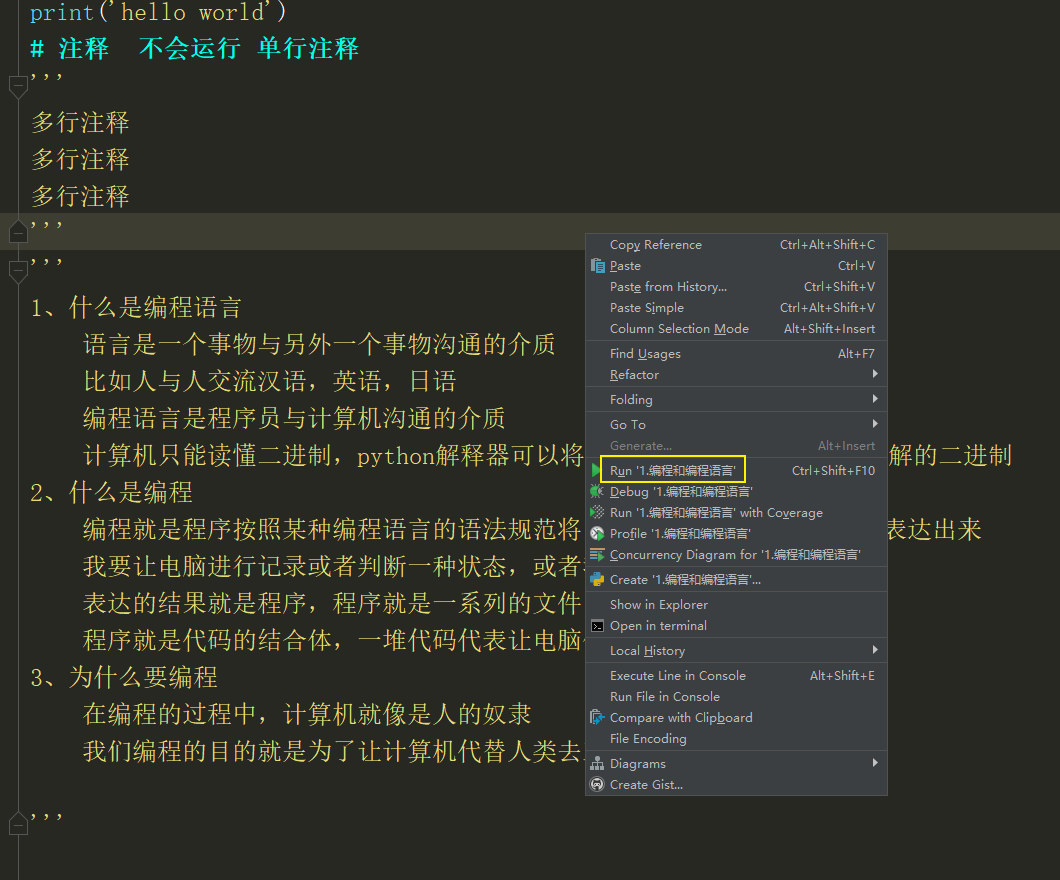 print('hello world')
# 注释  不会运行 单行注释
'''
多行注释
多行注释
多行注释
'''
'''
1、什么是编程语言
语言是一个事物与另外一个事物沟通的介质
比如人与人交流汉语，英语，日语
编程语言是程序员与计算机沟通的介质
计算机只能读懂二进制，python解释器可以将 解的二进制
2、什么是编程
编程就是程序按照某种编程语言的语法规范将 表达出来
我要让电脑进行记录或者判断一种状态，或者
表达的结果就是程序，程序就是一系列的文件
程序就是代码的结合体，一堆代码代表让电脑
3、为什么要编程
在编程的过程中，计算机就像是人的奴隶
我们编程的目的就是为了让计算机代替人类去
'''
Copy Reference Ctrl+Alt+Shift+C
Paste Ctrl+V
Paste from History... Ctrl+Shift+V
Paste Simple Ctrl+Alt+Shift+V
Column Selection Mode Alt+Shift+Insert
Find Usages Alt+F7
Refactor
Folding
Go To
Generate... Alt+Insert
Run '1.编程和编程语言' Ctrl+Shift+F10
Debug '1.编程和编程语言'
Run '1.编程和编程语言' with Coverage
Profile '1.编程和编程语言'
Concurrency Diagram for '1.编程和编程语言'
Create '1.编程和编程语言'...
Show in Explorer
Open in terminal
Local History
Execute Line in Console Alt+Shift+E
Run File in Console
Compare with Clipboard
File Encoding
Diagrams
Create Gist...